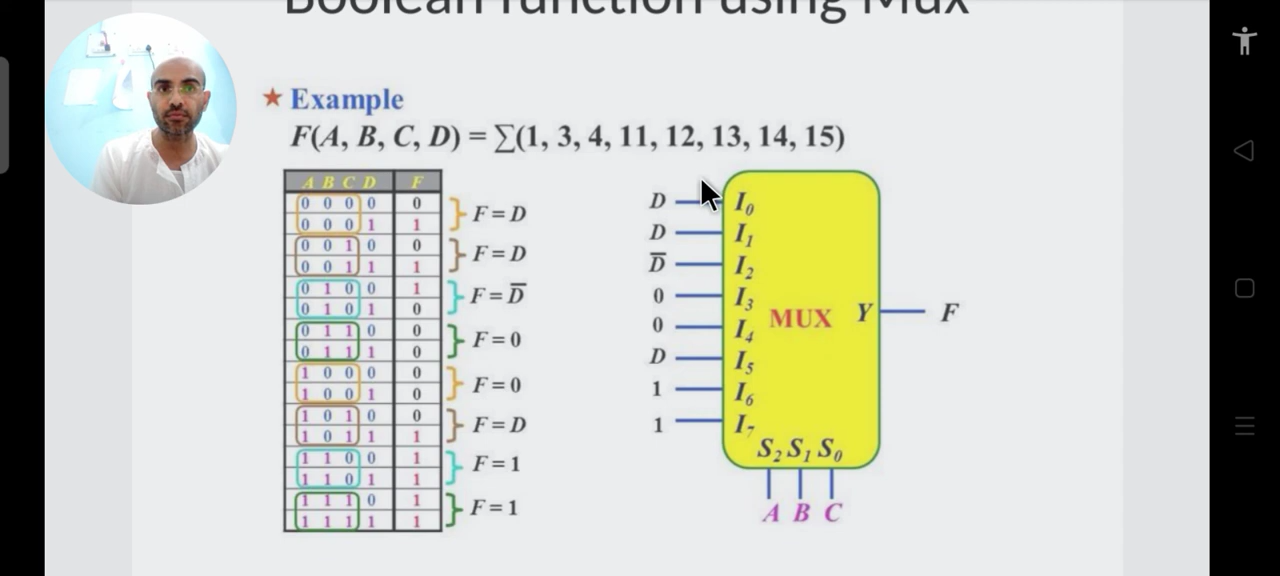 Boolean function using Mux
★ Example
F(A, B, C, D) = ∑(1, 3, 4, 11, 12, 13, 14, 15)
A B C D F
0 0 0 0 0
0 0 0 1 1
F = D
0 0 1 0 0
0 0 1 1 1
F = D
0 1 0 0 1
0 1 0 1 0
F = D̅
0 1 1 0 0
0 1 1 1 0
F = 0
1 0 0 0 0
1 0 0 1 0
F = 0
1 0 1 0 0
1 0 1 1 1
F = D
1 1 0 0 1
1 1 0 1 1
F = 1
1 1 1 0 1
1 1 1 1 1
F = 1
D I₀
D I₁
D̅ I₂
0 I₃
0 I₄
D I₅
1 I₆
1 I₇
MUX Y F
S₂ S₁ S₀
A B C